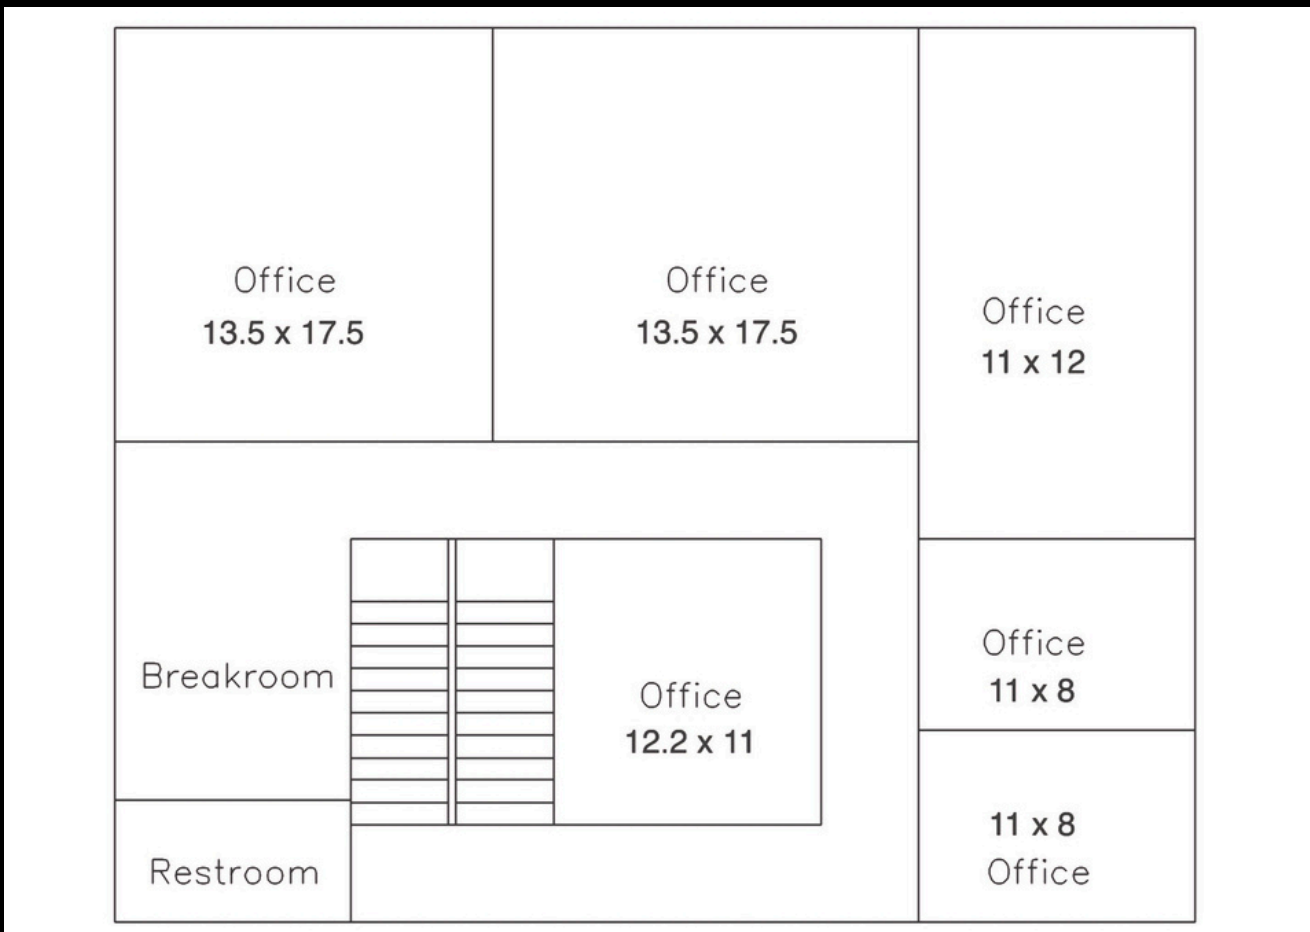 Office
13.5 x 17.5
Office
13.5 x 17.5
Office
11 x 12
Breakroom
Office
12.2 x 11
Office
11 x 8
11 x 8
Office
Restroom